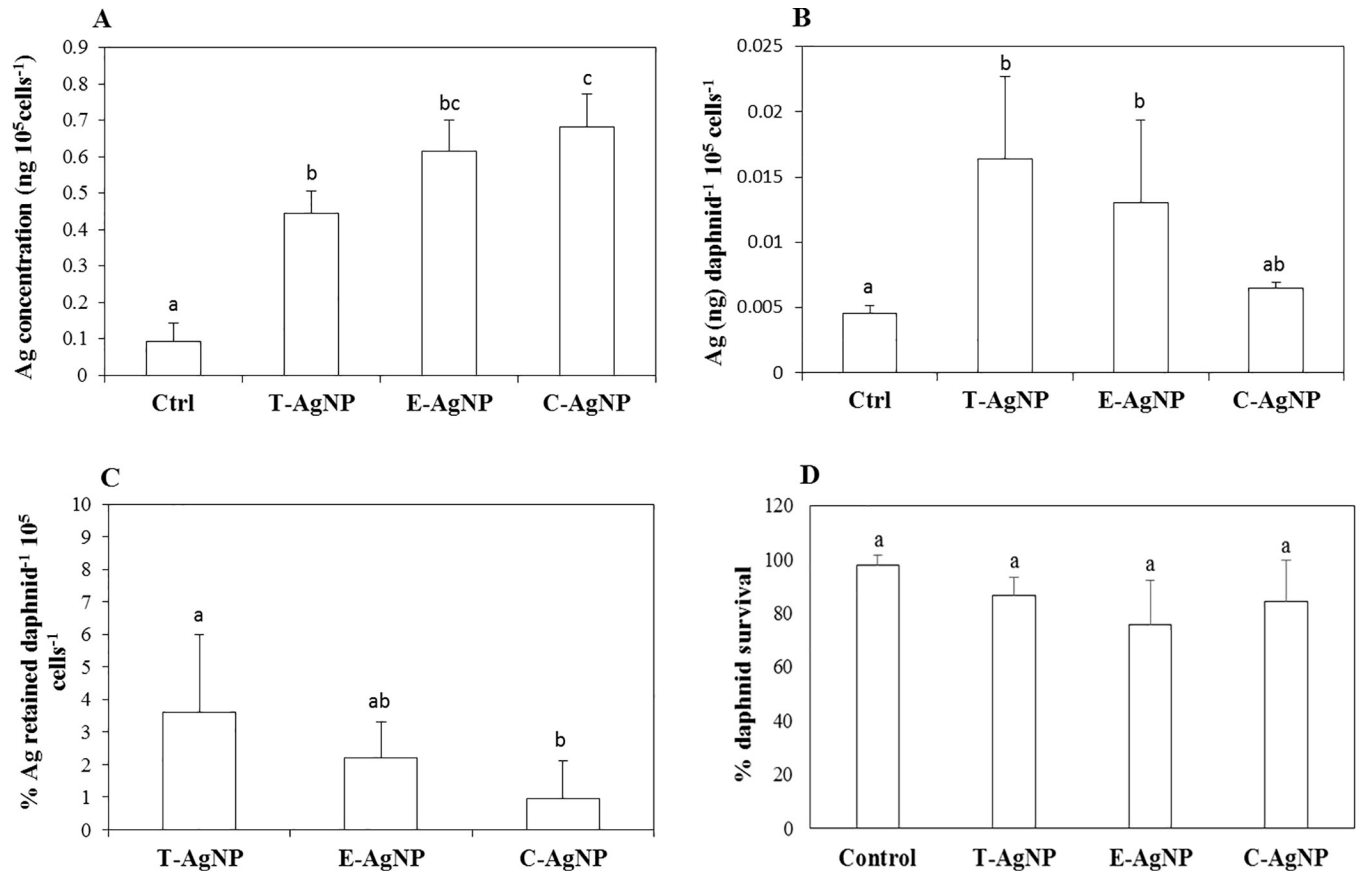 A
Ag concentration (ng 10⁵cells⁻¹)
0.9
0.8
0.7
0.6
0.5
0.4
0.3
0.2
0.1
0
a
b
bc
c
Ctrl
T-AgNP
E-AgNP
C-AgNP
B
Ag (ng) daphnid⁻¹ 10⁵ cells⁻¹
0.025
0.02
0.015
0.01
0.005
0
a
b
b
ab
Ctrl
T-AgNP
E-AgNP
C-AgNP
C
% Ag retained daphnid⁻¹ 10⁵
cells⁻¹
10
9
8
7
6
5
4
3
2
1
0
a
ab
b
T-AgNP
E-AgNP
C-AgNP
D
% daphnid survival
120
100
80
60
40
20
0
a
a
a
a
Control
T-AgNP
E-AgNP
C-AgNP